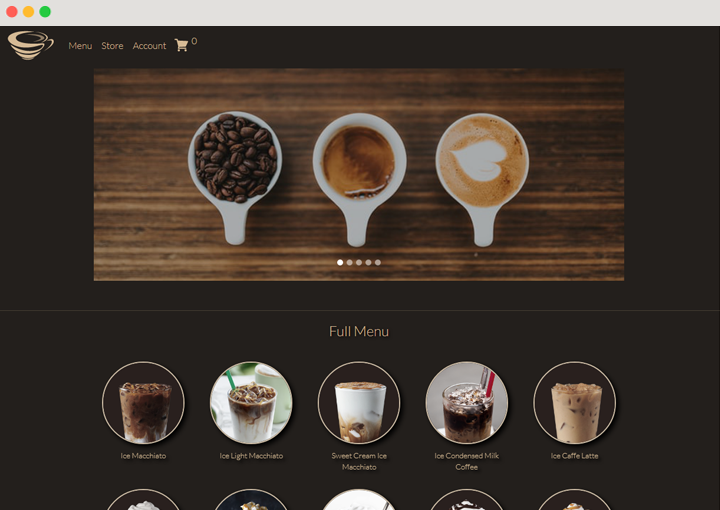 Menu Store Account 0
Full Menu
Ice Macchiato
Ice Light Macchiato
Sweet Cream Ice
Macchiato
Ice Condensed Milk
Coffee
Ice Caffe Latte